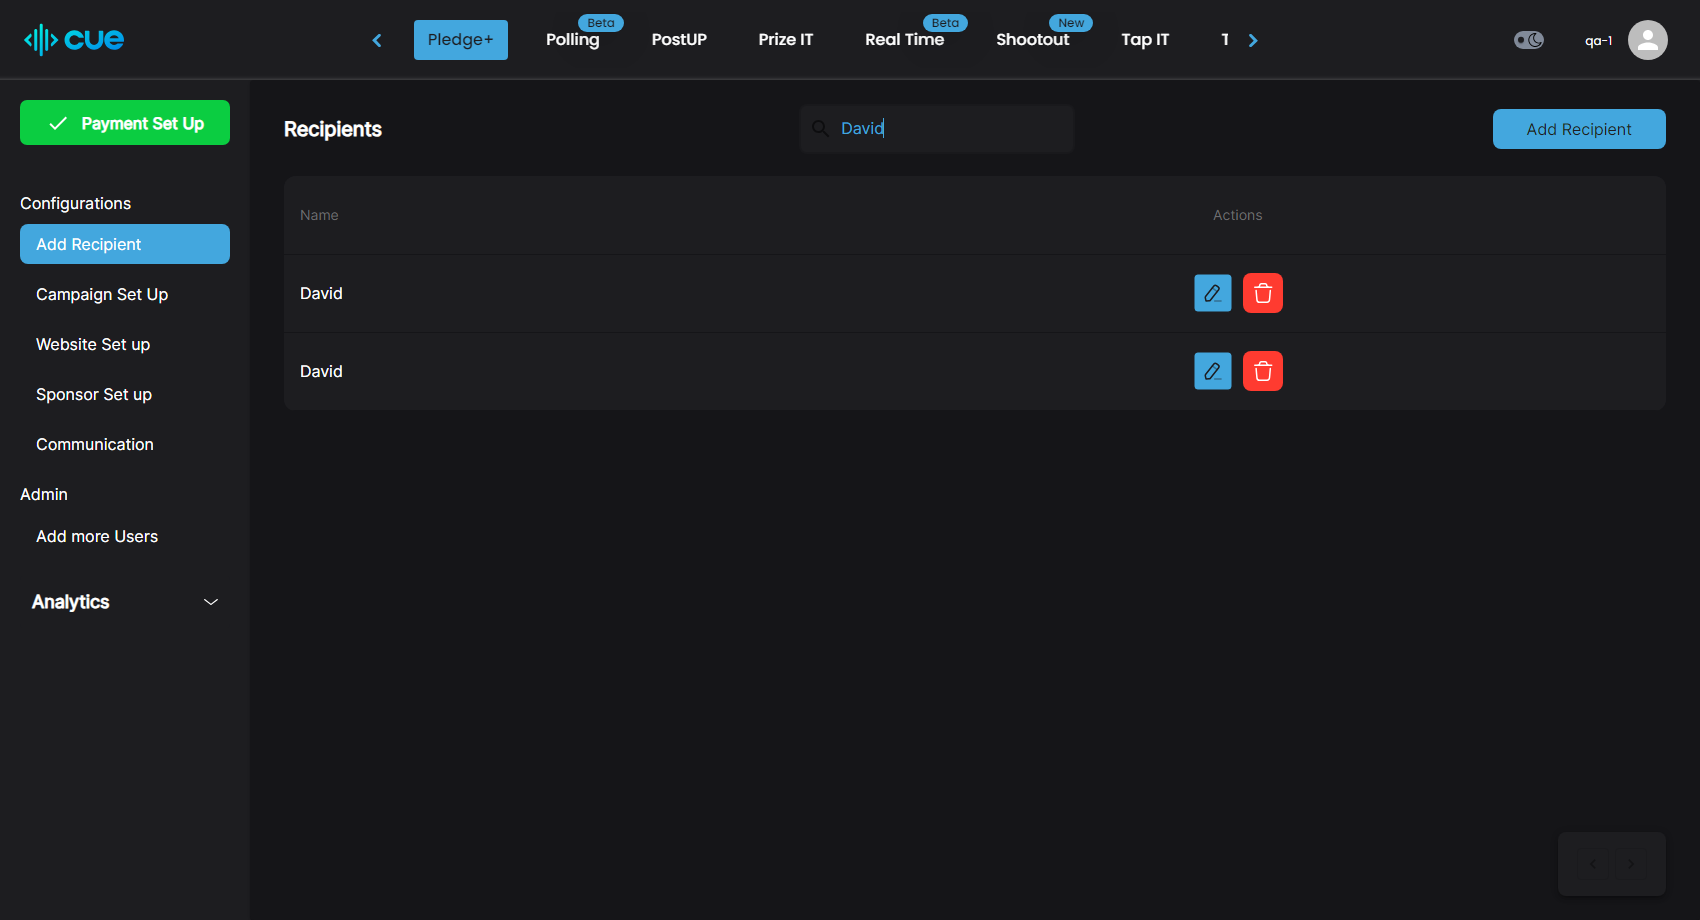 cue
Pledge+
Polling
Beta
PostUP
Prize IT
Real Time
Beta
Shootout
New
Tap IT
T
qa-1
Payment Set Up
Configurations
Add Recipient
Campaign Set Up
Website Set up
Sponsor Set up
Communication
Admin
Add more Users
Analytics
Recipients
David
Add Recipient
Name
Actions
David
David